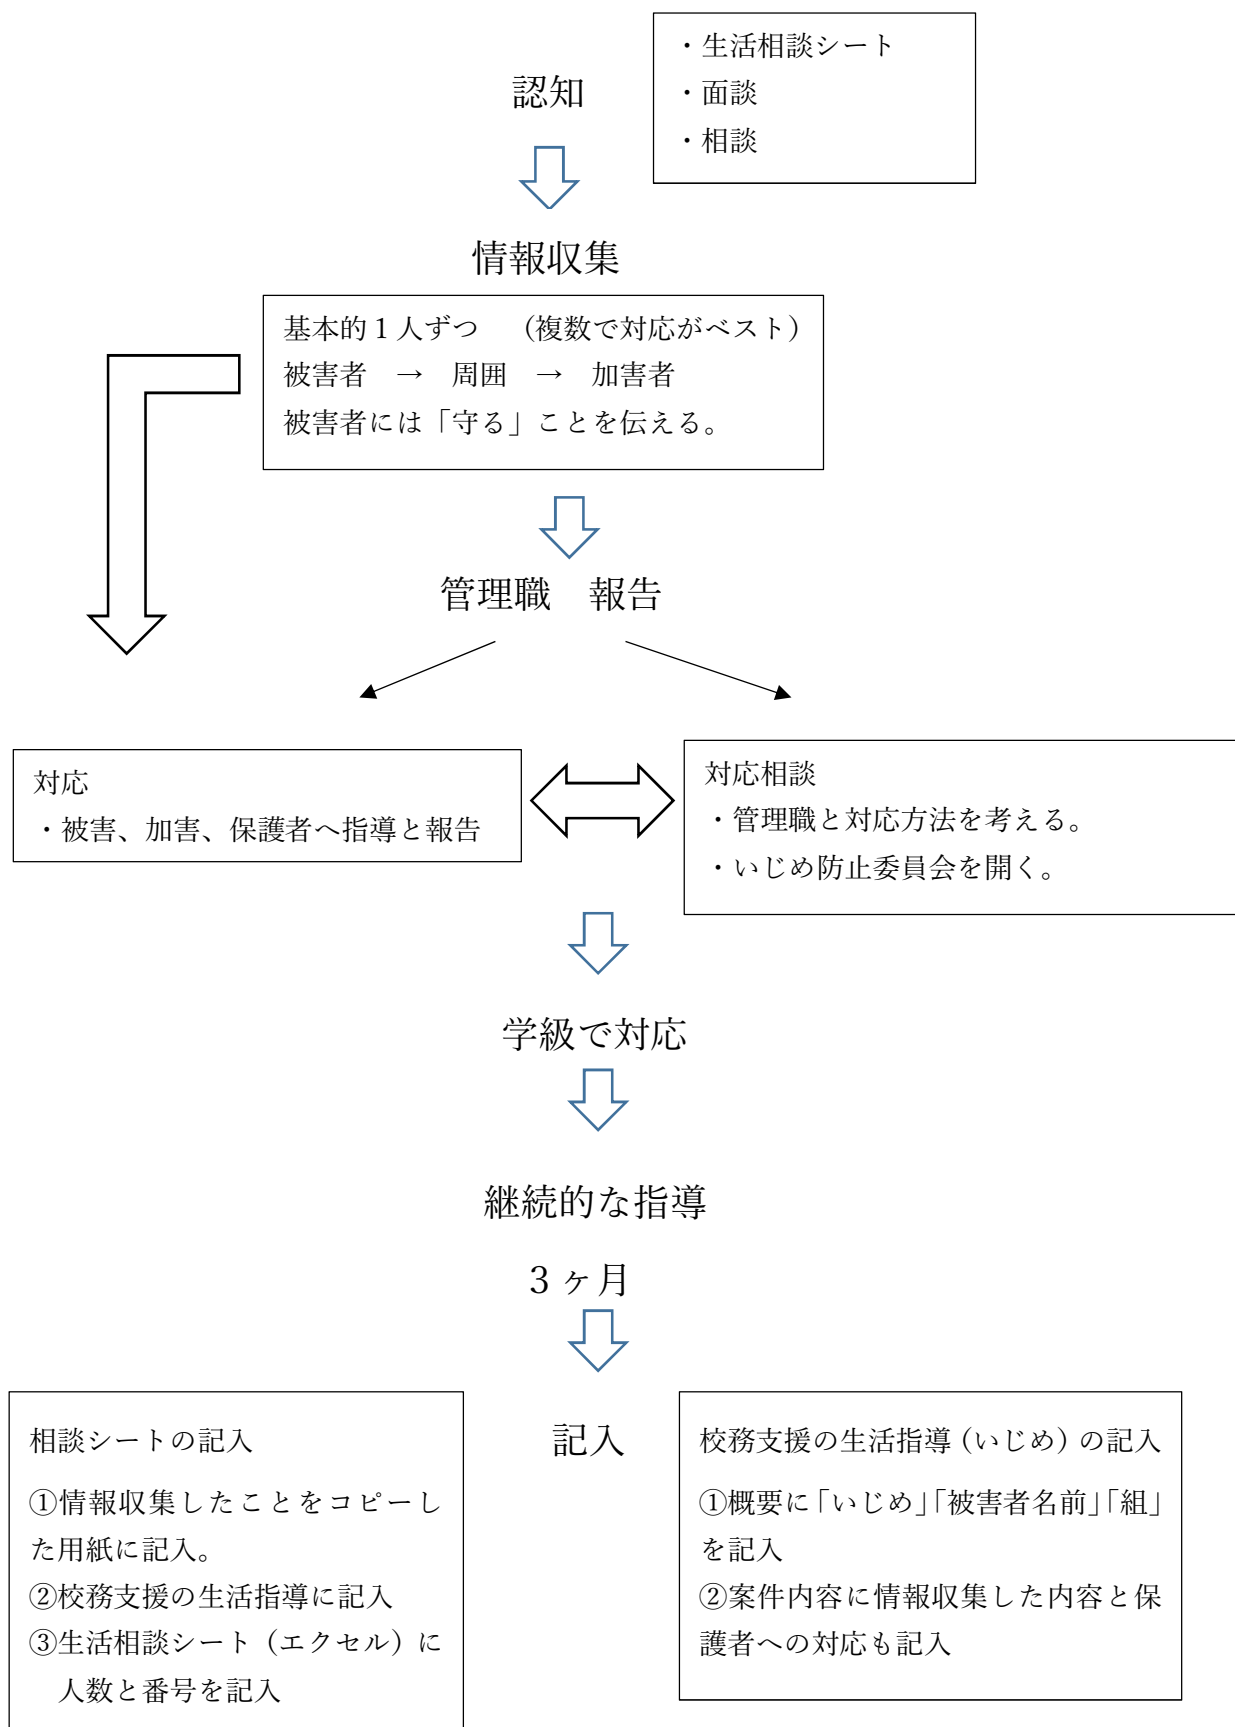 ・生活相談シート
認知
・面談
・相談
情報収集
基本的１人ずつ　（複数で対応がベスト）
被害者　→　周囲　→　加害者
被害者には「守る」ことを伝える。
管理職　報告
対応
・被害、加害、保護者へ指導と報告
対応相談
・管理職と対応方法を考える。
・いじめ防止委員会を開く。
学級で対応
継続的な指導
３ヶ月
記入
相談シートの記入
①情報収集したことをコピーし
た用紙に記入。
②校務支援の生活指導に記入
③生活相談シート（エクセル）に
人数と番号を記入
校務支援の生活指導（いじめ）の記入
①概要に「いじめ」「被害者名前」「組」
を記入
②案件内容に情報収集した内容と保
護者への対応も記入